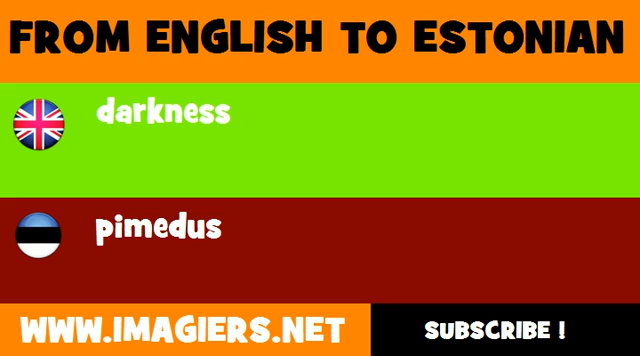 FROM ENGLISH TO ESTONIAN
darkness
pimedus
WWW.IMAGIERS.NET
SUBSCRIBE !